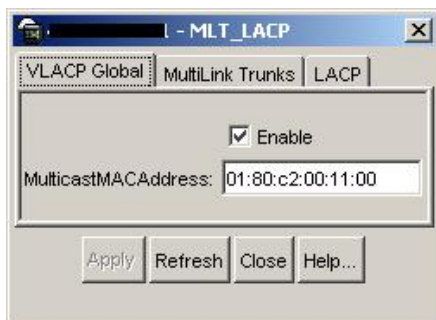 - MLT_LACP
VLACP Global MultiLink Trunks LACP
Enable
MulticastMACAddress: 01:80:c2:00:11:00
Apply Refresh Close Help...